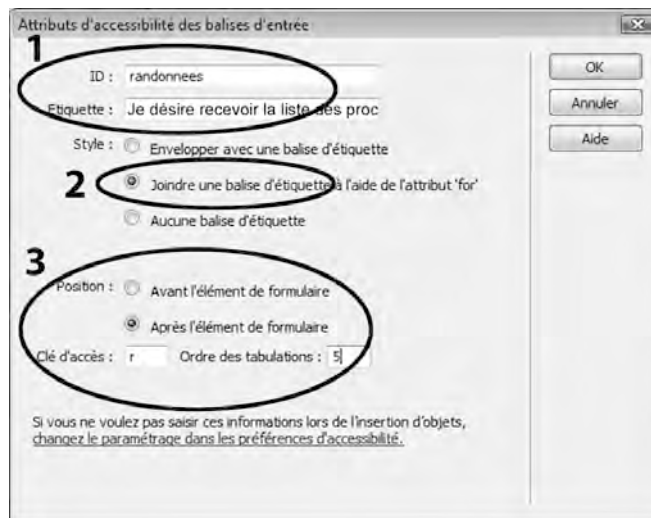 Attributs d'accessibilité des balises d'entrée
1
ID : randonnees
OK
Etiquette : Je désire recevoir la liste des proc
Annuler
Style : Envelopper avec une balise d'étiquette
Aide
2 Joindre une balise d'étiquette à l'aide de l'attribut 'for'
Aucune balise d'étiquette
3
Position : Avant l'élément de formulaire
Après l'élément de formulaire
Clé d'accès : r Ordre des tabulations : 5
Si vous ne voulez pas saisir ces informations lors de l'insertion d'objets,
changez le paramétrage dans les préférences d'accessibilité.